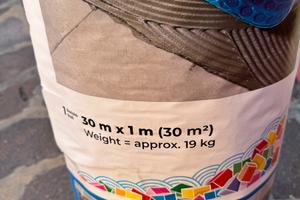 1 30 m x 1 m (30 m²)
Weight = approx. 19 kg